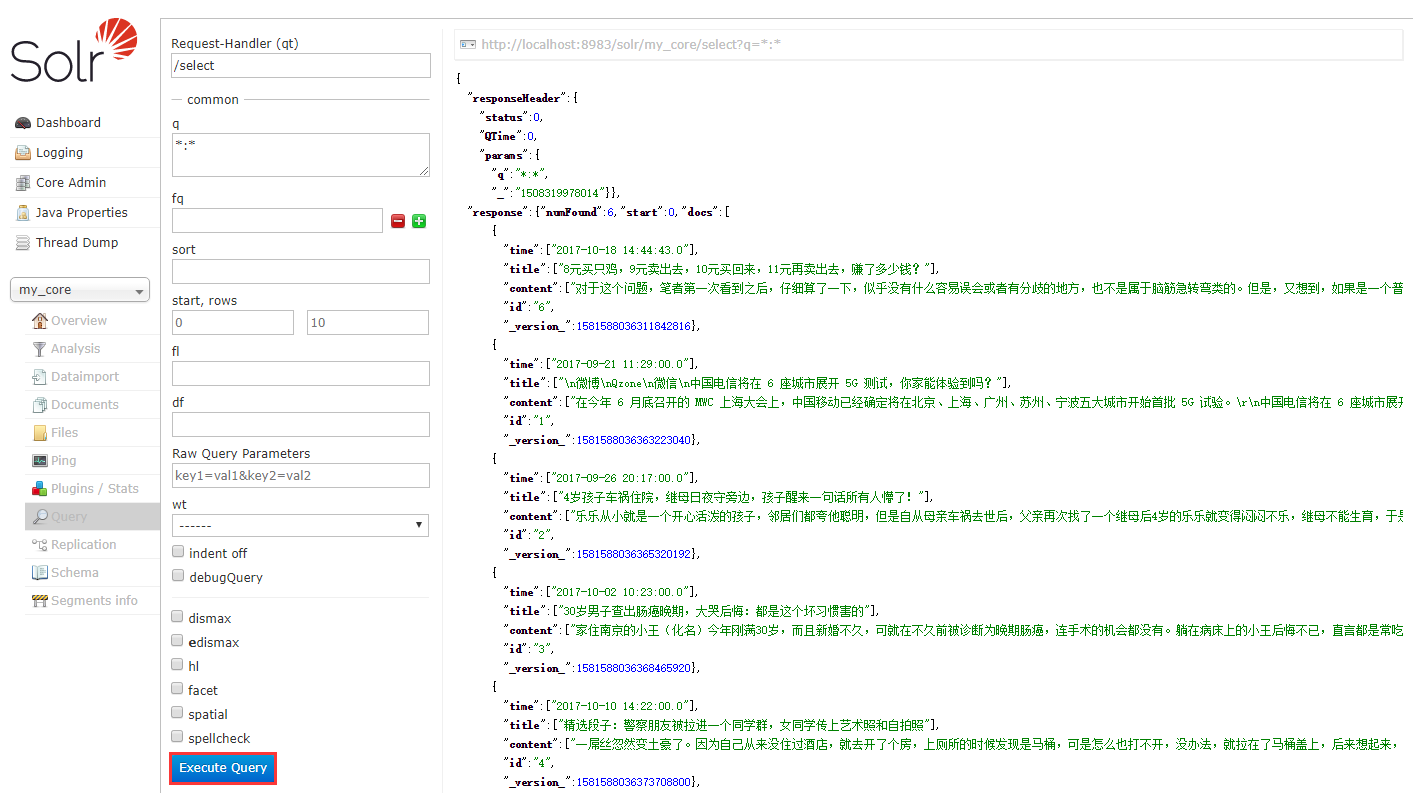 Solr
Dashboard
Logging
Core Admin
Java Properties
Thread Dump
my_core
Overview
Analysis
Dataimport
Documents
Files
Ping
Plugins / Stats
Query
Replication
Schema
Segments info
Request-Handler (qt)
/select
common
q
*:*
fq
sort
start, rows
0 10
fl
df
Raw Query Parameters
key1=val1&key2=val2
wt
------
indent off
debugQuery
dismax
edismax
hl
facet
spatial
spellcheck
Execute Query
http://localhost:8983/solr/my_core/select?q=*:*
{
"responseHeader":{
"status":0,
"QTime":0,
"params":{
"q":"*:*",
"_":"1508319978014"}},
"response":{"numFound":6,"start":0,"docs":[
{
"time":["2017-10-18 14:44:43.0"],
"title":["8元买只鸡，9元卖出去，10元买回来，11元再卖出去，赚了多少钱？"],
"content":["对于这个问题，笔者第一次看到之后，仔细算了一下，似乎没有什么容易误会或者有分歧的地方，也不是属于脑筋急转弯类的。但是，又想到，如果是一个普
"id":"6",
"_version_":1581588036311842816},
{
"time":["2017-09-21 11:29:00.0"],
"title":["\n微博\nQzone\n微信\n中国电信将在 6 座城市展开 5G 测试，你家能体验到吗？"],
"content":["在今年 6 月底召开的 MWC 上海大会上，中国移动已经确定将在北京、上海、广州、苏州、宁波五大城市开始首批 5G 试验。\r\n中国电信将在 6 座城市展开
"id":"1",
"_version_":1581588036363223040},
{
"time":["2017-09-26 20:17:00.0"],
"title":["4岁孩子车祸住院，继母日夜守旁边，孩子醒来一句话所有人懵了！"],
"content":["乐乐从小就是一个开心活泼的孩子，邻居们都夸他聪明，但是自从母亲车祸去世后，父亲再次找了一个继母后4岁的乐乐就变得闷闷不乐，继母不能生育，于是
"id":"2",
"_version_":1581588036365320192},
{
"time":["2017-10-02 10:23:00.0"],
"title":["30岁男子查出肠癌晚期，大哭后悔：都是这个坏习惯害的"],
"content":["家住南京的小王（化名）今年刚满30岁，而且新婚不久，可就在不久前被诊断为晚期肠癌，连手术的机会都没有。躺在病床上的小王后悔不已，直言都是常吃
"id":"3",
"_version_":1581588036368465920},
{
"time":["2017-10-10 14:22:00.0"],
"title":["精选段子：警察朋友被拉进一个同学群，女同学传上艺术照和自拍照"],
"content":["一屌丝忽然变土豪了。因为自己从来没住过酒店，就去开了个房，上厕所的时候发现是马桶，可是怎么也打不开，没办法，就拉在了马桶盖上，后来想起来，
"id":"4",
"_version_":1581588036373708800},